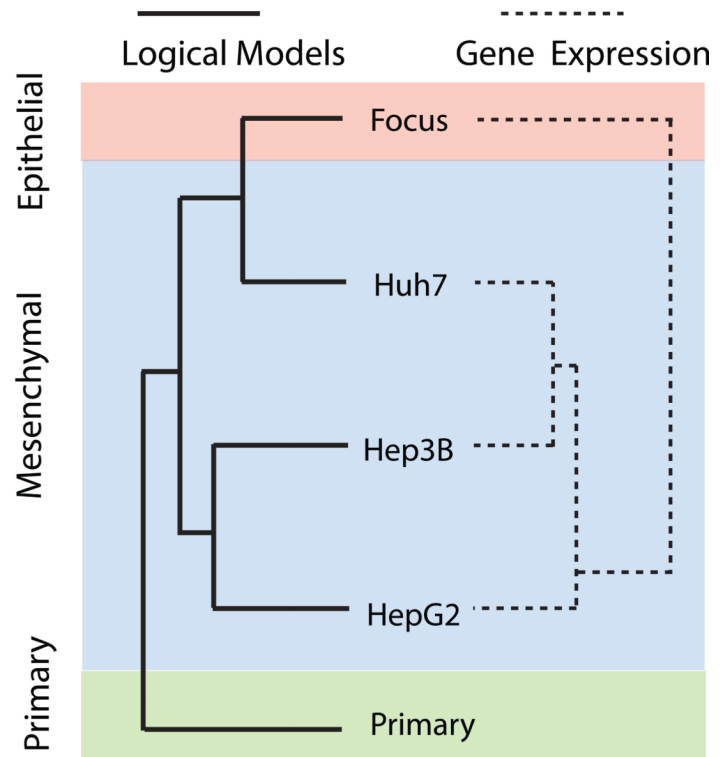 Logical Models
Gene Expression
Epithelial
Focus
Mesenchymal
Huh7
Hep3B
HepG2
Primary
Primary